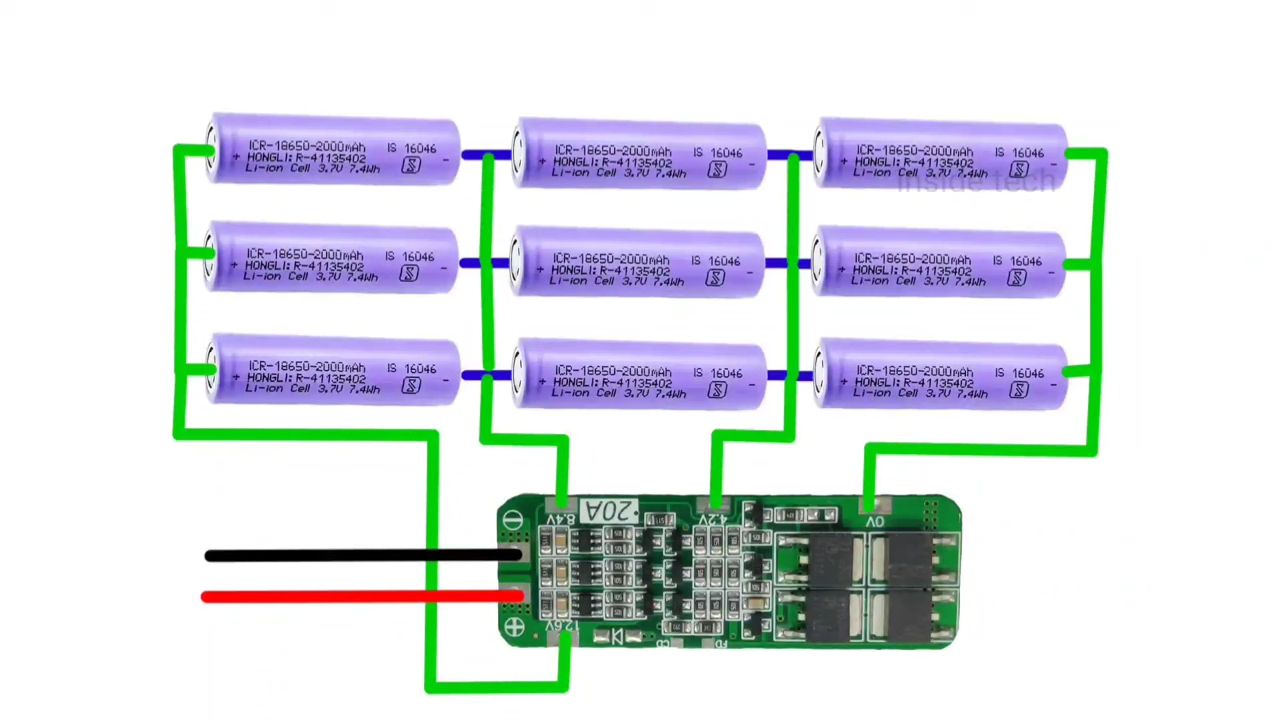 ICR-18650-2000mAh IS 16046
+ HONGLI: R-41135402 -
Li-ion Cell 3.7V 7.4Wh
ICR-18650-2000mAh IS 16046
+ HONGLI: R-41135402 -
Li-ion Cell 3.7V 7.4Wh
ICR-18650-2000mAh IS 16046
+ HONGLI: R-41135402 -
Li-ion Cell 3.7V 7.4Wh
inside tech
ICR-18650-2000mAh IS 16046
+ HONGLI: R-41135402 -
Li-ion Cell 3.7V 7.4Wh
ICR-18650-2000mAh IS 16046
+ HONGLI: R-41135402 -
Li-ion Cell 3.7V 7.4Wh
ICR-18650-2000mAh IS 16046
+ HONGLI: R-41135402 -
Li-ion Cell 3.7V 7.4Wh
ICR-18650-2000mAh IS 16046
+ HONGLI: R-41135402 -
Li-ion Cell 3.7V 7.4Wh
ICR-18650-2000mAh IS 16046
+ HONGLI: R-41135402 -
Li-ion Cell 3.7V 7.4Wh
ICR-18650-2000mAh IS 16046
+ HONGLI: R-41135402 -
Li-ion Cell 3.7V 7.4Wh
8.4V 20A 4.2V 0V
12.6V CD FD